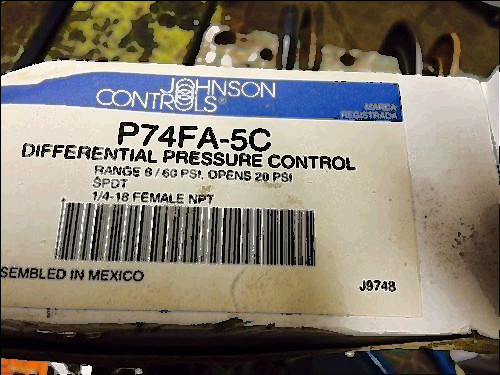 JOHNSON
CONTROLS®
MARCA
REGISTRADA
P74FA-5C
DIFFERENTIAL PRESSURE CONTROL
RANGE 8 / 60 PSI, OPENS 20 PSI
SPDT
1/4-18 FEMALE NPT
SEMBLED IN MEXICO
J9748